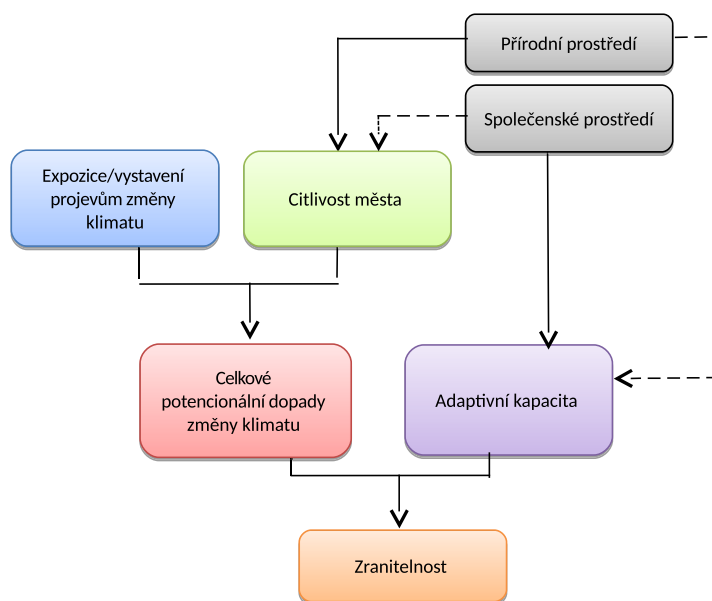 Přírodní prostředí
Společenské prostředí
Expozice/vystavení
projevům změny
klimatu
Citlivost města
Celkové
potencionální dopady
změny klimatu
Adaptivní kapacita
Zranitelnost